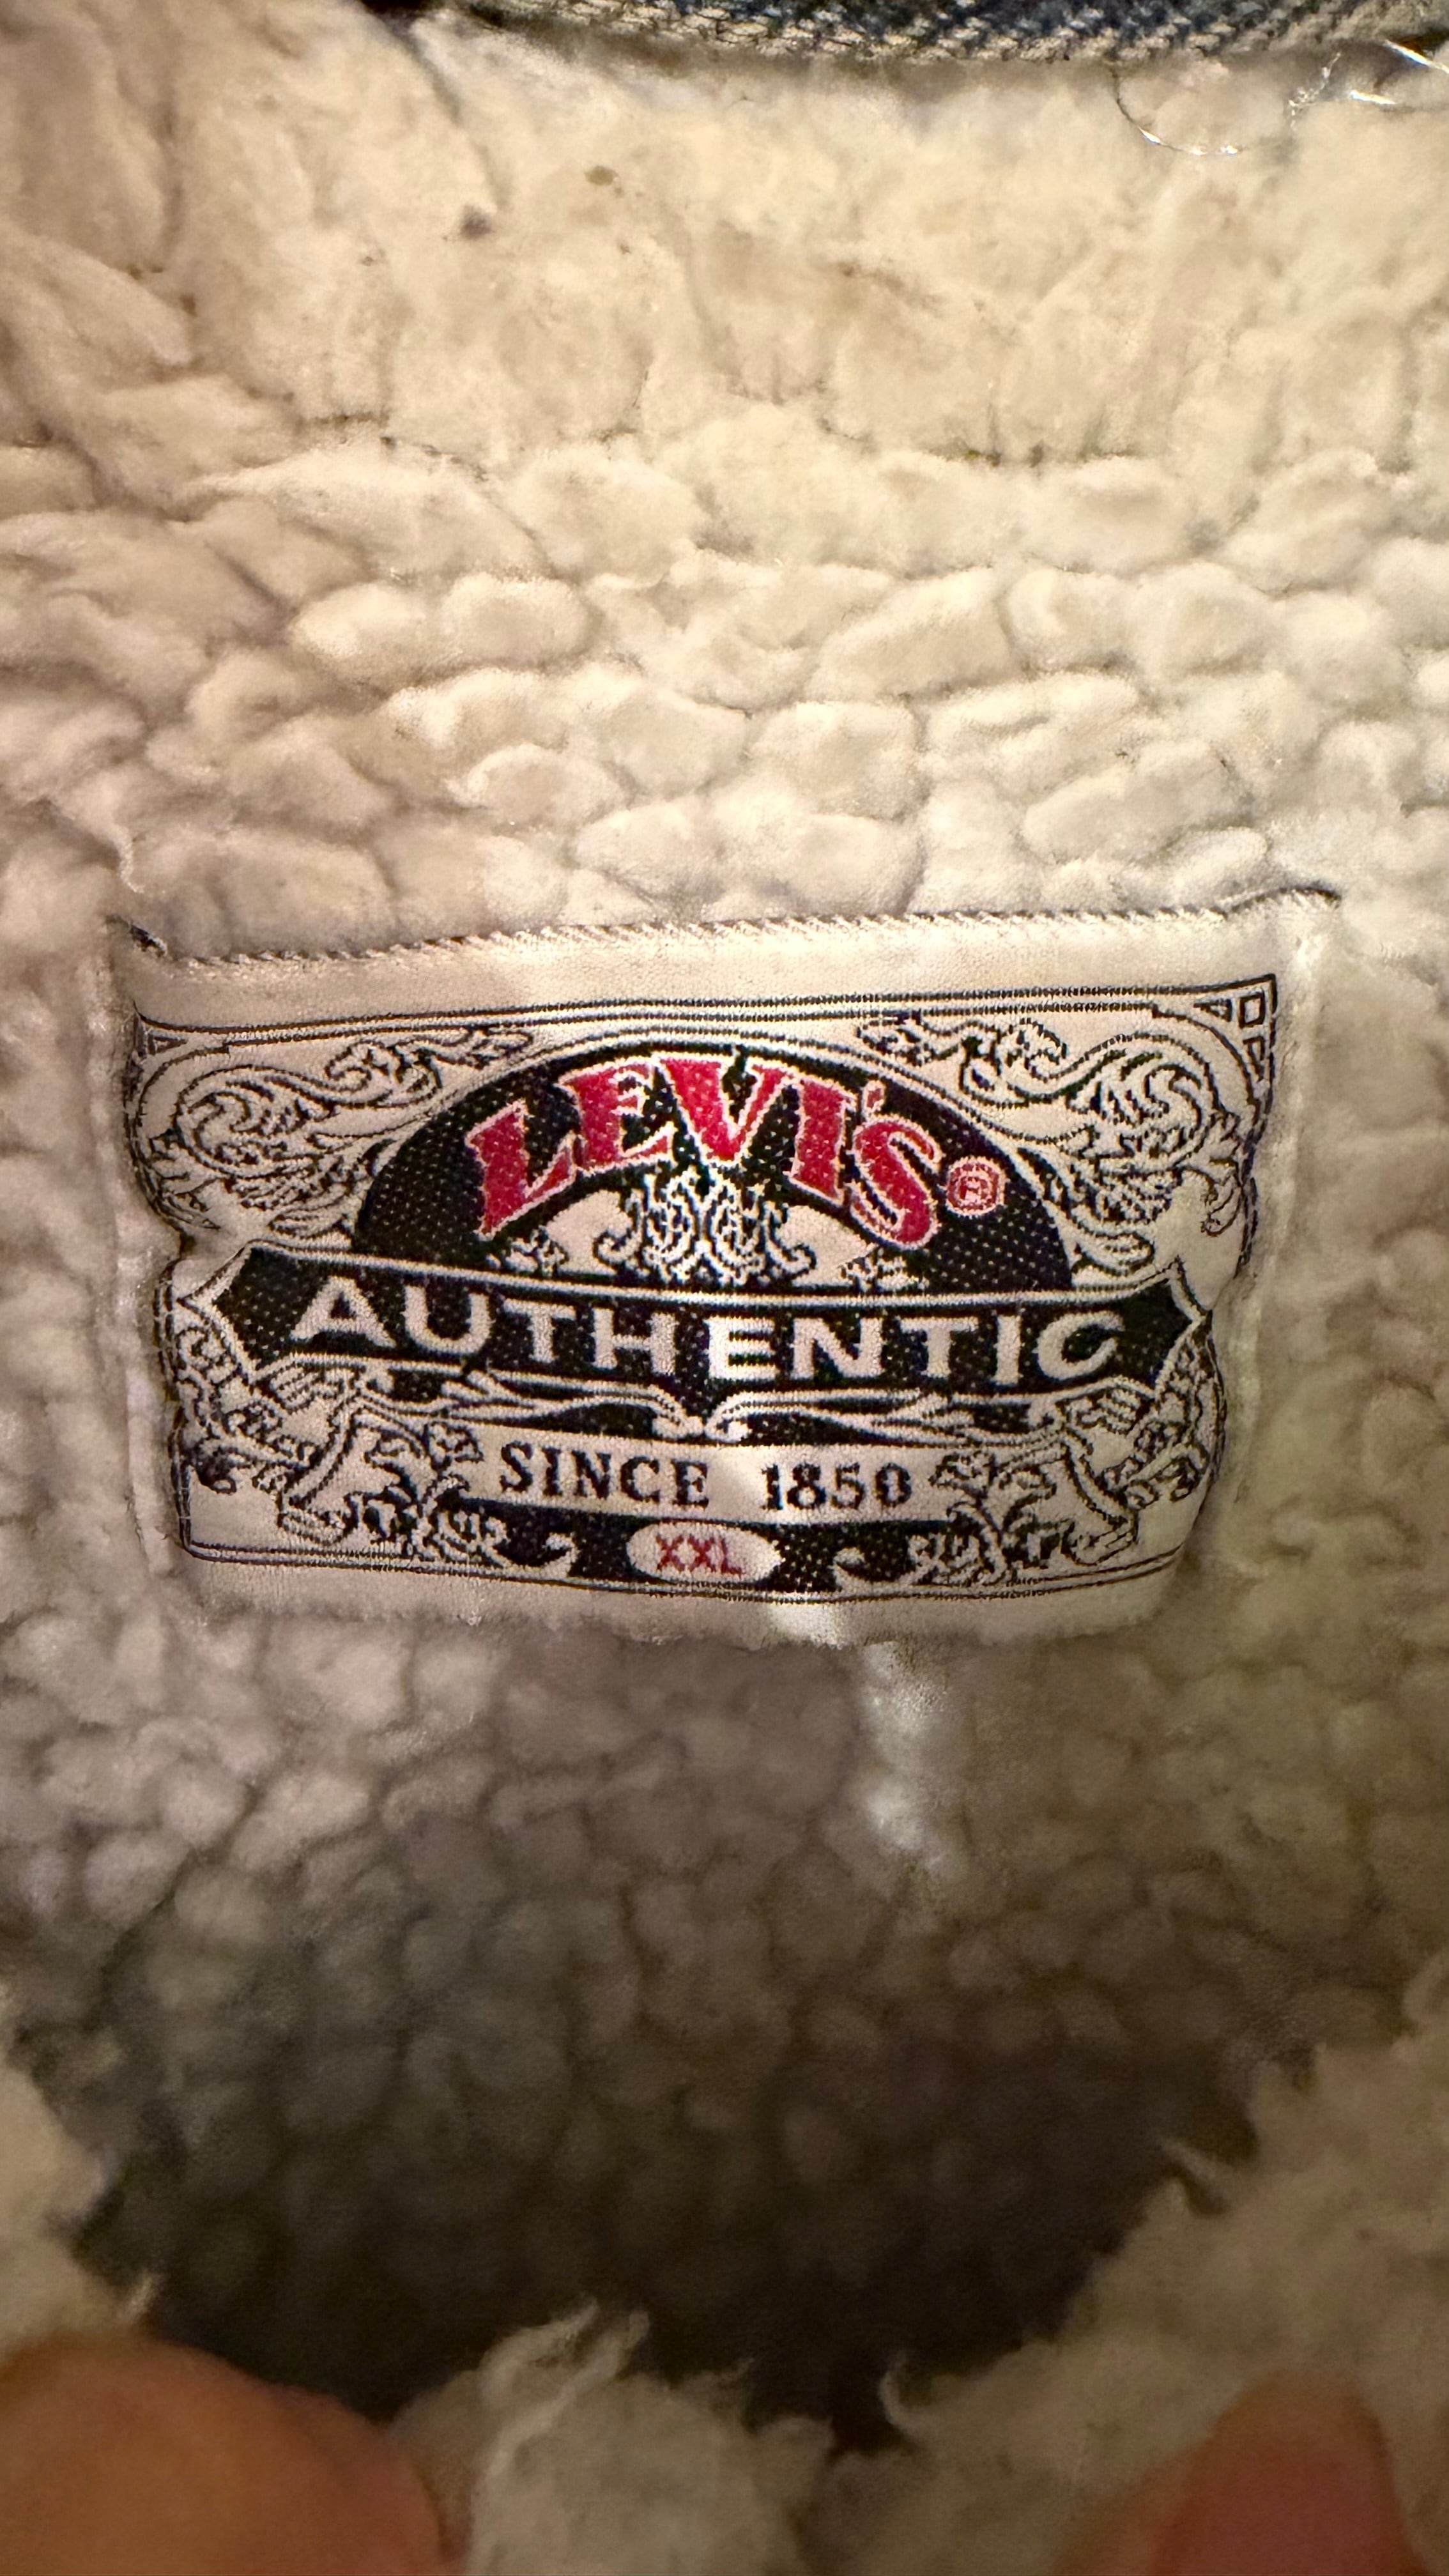 LEVI'S®
AUTHENTIC
SINCE 1850
XXL